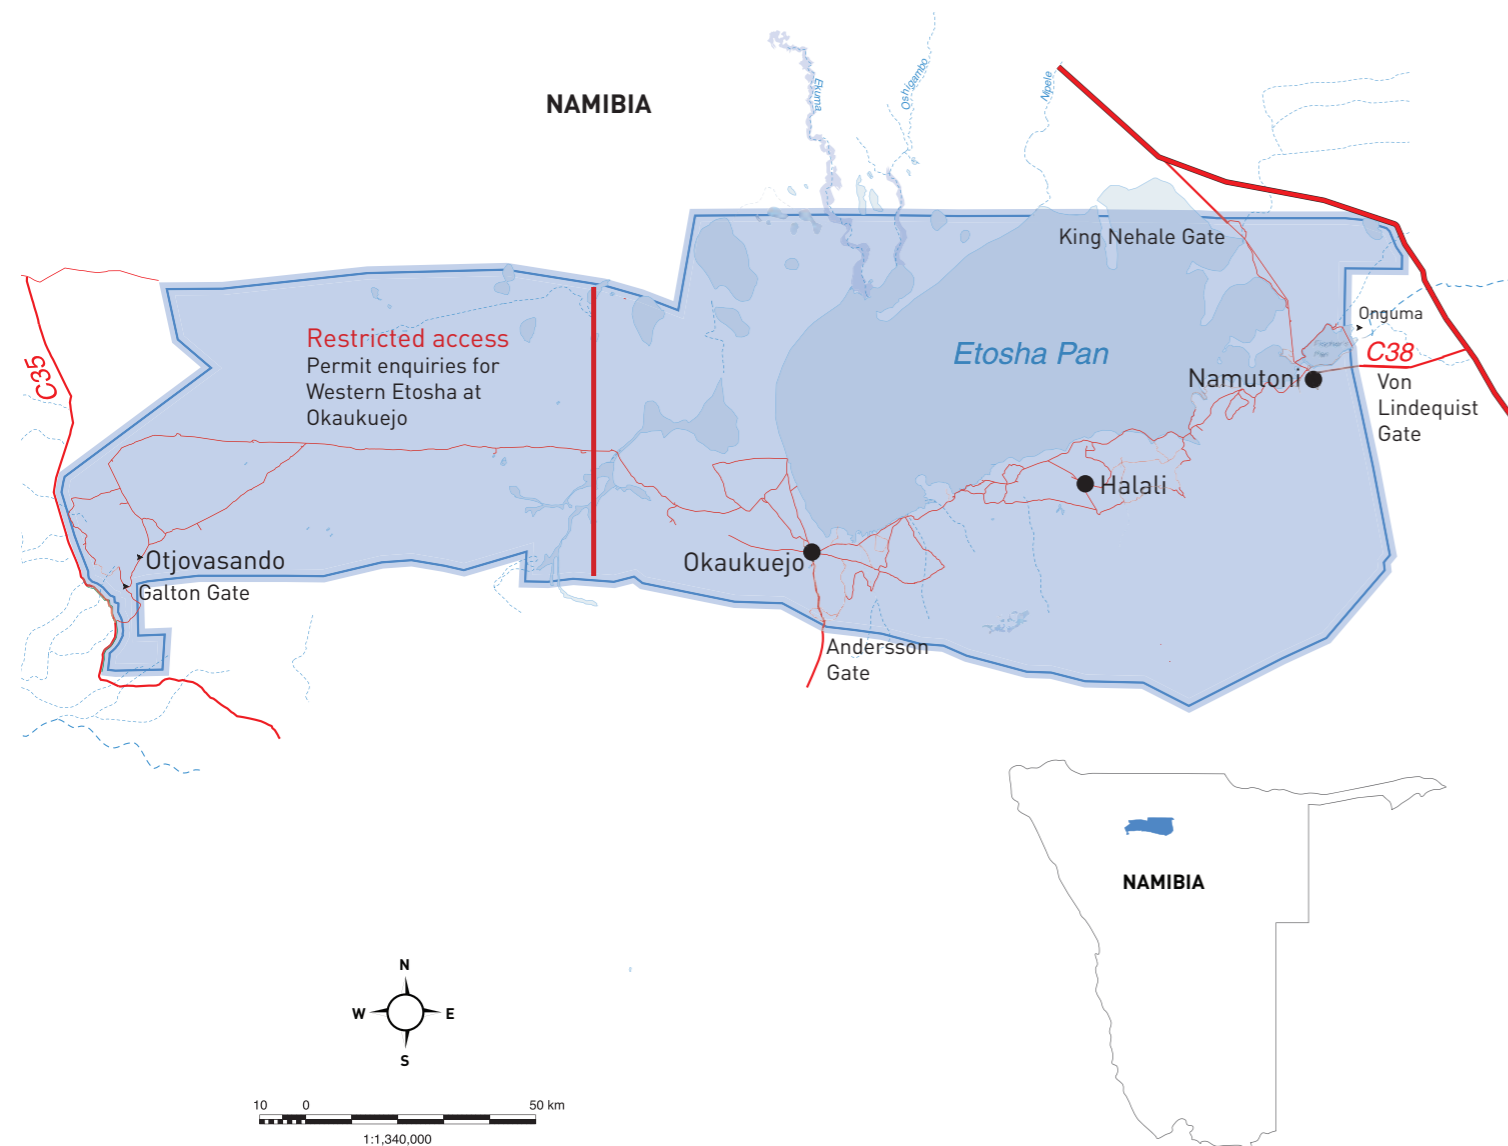 NAMIBIA
Ekuma
Oshigambo
Mpele
King Nehale Gate
Onguma
Etosha Pan
C38
Namutoni
Von
Lindequist
Gate
C35
Restricted access
Permit enquiries for
Western Etosha at
Okaukuejo
Halali
Okaukuejo
Otjovasando
Galton Gate
Andersson
Gate
NAMIBIA
N
W
E
S
10 0 50 km
1:1,340,000